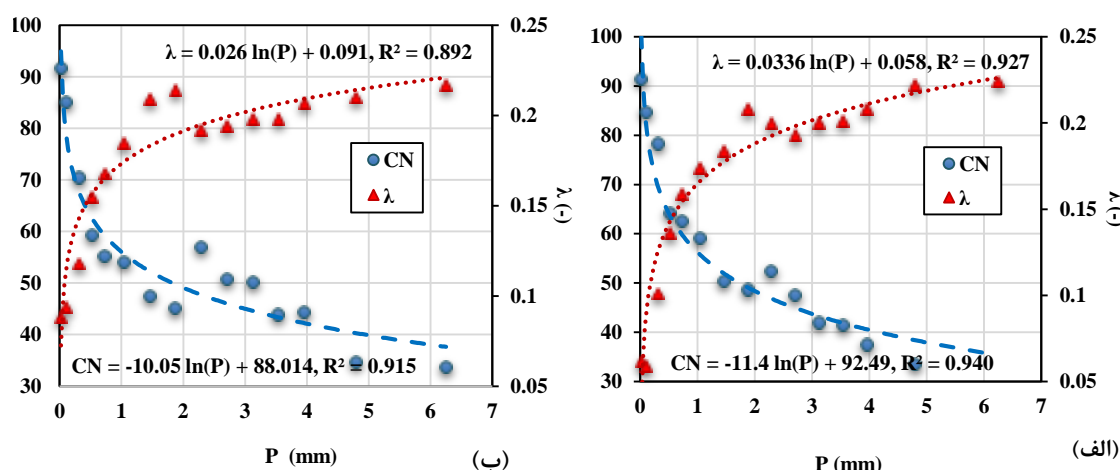 λ = 0.026 ln(P) + 0.091, R² = 0.892
CN = -10.05 ln(P) + 88.014, R² = 0.915
CN
λ
100
90
80
70
60
50
40
30
0.25
0.2
0.15
0.1
0.05
λ (-)
0 1 2 3 4 5 6 7
P (mm)
(ب)
λ = 0.0336 ln(P) + 0.058, R² = 0.927
CN = -11.4 ln(P) + 92.49, R² = 0.940
CN
λ
100
90
80
70
60
50
40
30
0.25
0.2
0.15
0.1
0.05
λ (-)
0 1 2 3 4 5 6 7
P (mm)
(الف)